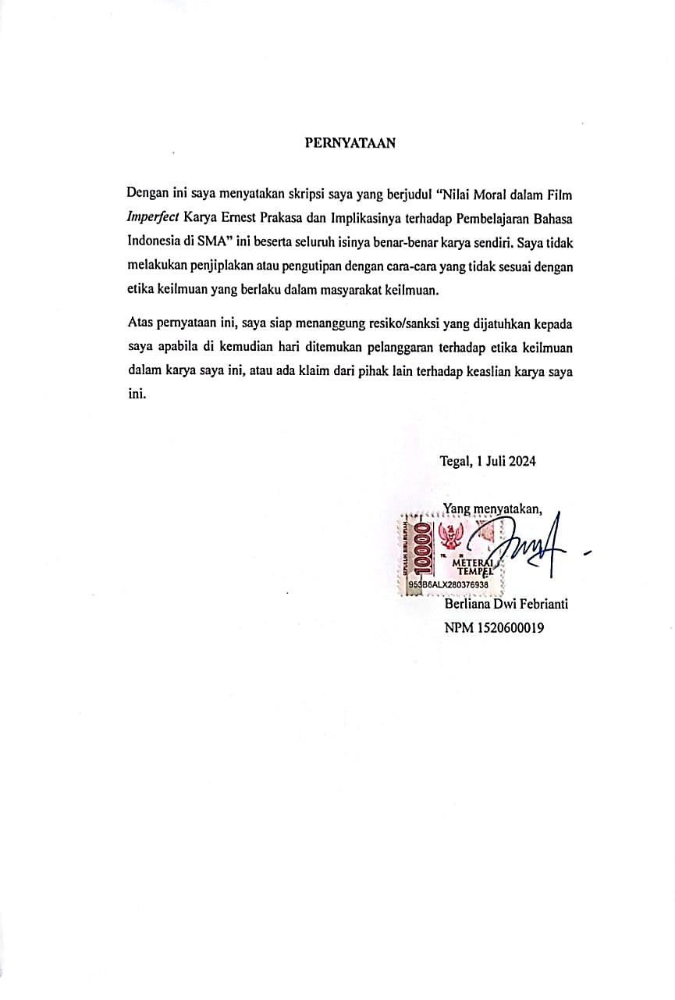 PERNYATAAN
Dengan ini saya menyatakan skripsi saya yang berjudul “Nilai Moral dalam Film
Imperfect Karya Ernest Prakasa dan Implikasinya terhadap Pembelajaran Bahasa
Indonesia di SMA” ini beserta seluruh isinya benar-benar karya sendiri. Saya tidak
melakukan penjiplakan atau pengutipan dengan cara-cara yang tidak sesuai dengan
etika keilmuan yang berlaku dalam masyarakat keilmuan.
Atas pernyataan ini, saya siap menanggung resiko/sanksi yang dijatuhkan kepada
saya apabila di kemudian hari ditemukan pelanggaran terhadap etika keilmuan
dalam karya saya ini, atau ada klaim dari pihak lain terhadap keaslian karya saya
ini.
Tegal, 1 Juli 2024
Yang menyatakan,
SEPULUH RIBU RUPIAH
10000
METERAI
TEMPEL
953B6ALX280376938
Berliana Dwi Febrianti
NPM 1520600019